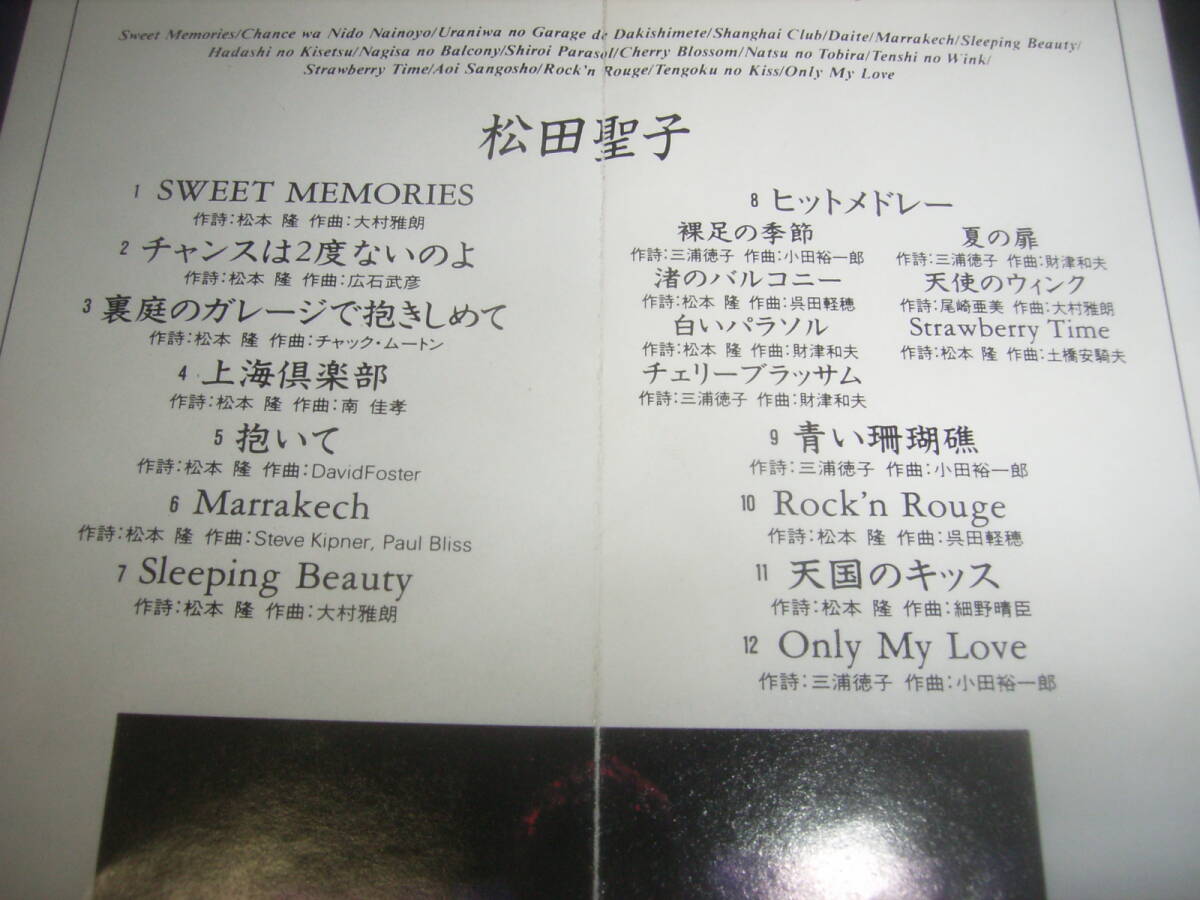 Sweet Memories/Chance wa Nido Nainoyo/Uraniwa no Garage de Dakishimete/Shanghai Club/Daite/Marrakech/Sleeping Beauty/
Hadashi no Kisetsu/Nagisa no Balcony/Shiroi Parasol/Cherry Blossom/Natsu no Tobira/Tenshi no Wink/
Strawberry Time/Aoi Sangosho/Rock'n Rouge/Tengoku no Kiss/Only My Love
松田聖子
1 SWEET MEMORIES
作詩:松本 隆 作曲:大村雅朗
2 チャンスは2度ないのよ
作詩:松本 隆 作曲:広石武彦
3 裏庭のガレージで抱きしめて
作詩:松本 隆 作曲:チャック・ムートン
4 上海倶楽部
作詩:松本 隆 作曲:南 佳孝
5 抱いて
作詩:松本 隆 作曲:DavidFoster
6 Marrakech
作詩:松本 隆 作曲:Steve Kipner, Paul Bliss
7 Sleeping Beauty
作詩:松本 隆 作曲:大村雅朗
8 ヒットメドレー
裸足の季節
作詩:三浦徳子 作曲:小田裕一郎
渚のバルコニー
作詩:松本 隆 作曲:呉田軽穂
白いパラソル
作詩:松本 隆 作曲:財津和夫
チェリーブラッサム
作詩:三浦徳子 作曲:財津和夫
夏の扉
作詩:三浦徳子 作曲:財津和夫
天使のウィンク
作詩:尾崎亜美 作曲:大村雅朗
Strawberry Time
作詩:松本 隆 作曲:土橋安騎夫
9 青い珊瑚礁
作詩:三浦徳子 作曲:小田裕一郎
10 Rock'n Rouge
作詩:松本 隆 作曲:呉田軽穂
11 天国のキッス
作詩:松本 隆 作曲:細野晴臣
12 Only My Love
作詩:三浦徳子 作曲:小田裕一郎